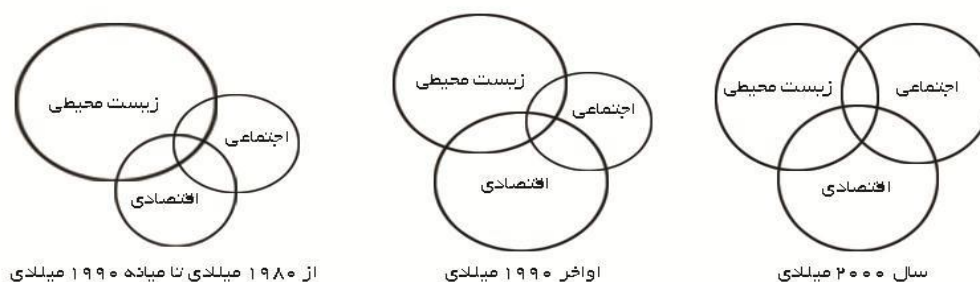 زیست محیطی
اجتماعی
اقتصادی
از ۱۹۸۰ میلادی تا میانه ۱۹۹۰ میلادی
زیست محیطی
اجتماعی
اقتصادی
اواخر ۱۹۹۰ میلادی
زیست محیطی
اجتماعی
اقتصادی
سال ۲۰۰۰ میلادی